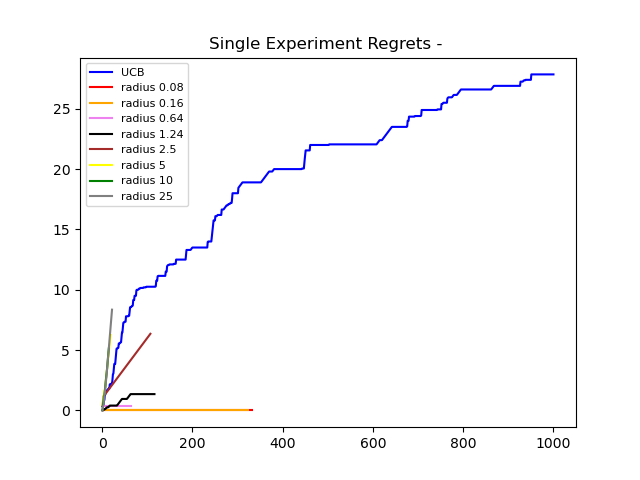 Single Experiment Regrets -
UCB
radius 0.08
radius 0.16
radius 0.64
radius 1.24
radius 2.5
radius 5
radius 10
radius 25
25
20
15
10
5
0
0 200 400 600 800 1000